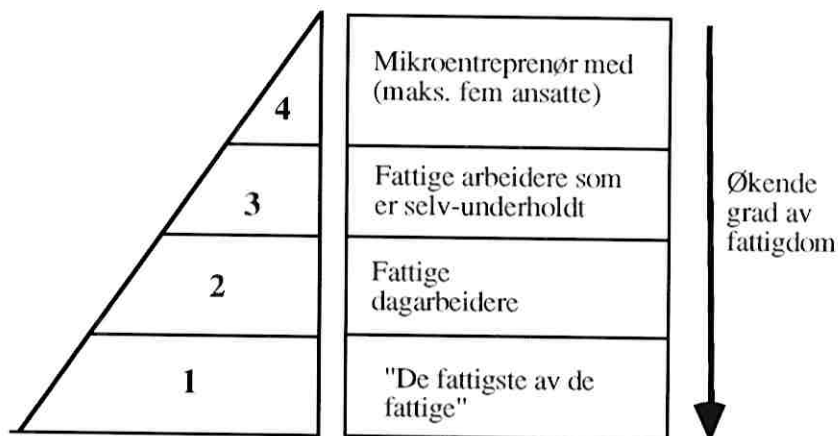 4
Mikroentreprenør med
(maks. fem ansatte)
3
Fattige arbeidere som
er selv-underholdt
2
Fattige
dagarbeidere
1
"De fattigste av de
fattige"
Økende
grad av
fattigdom